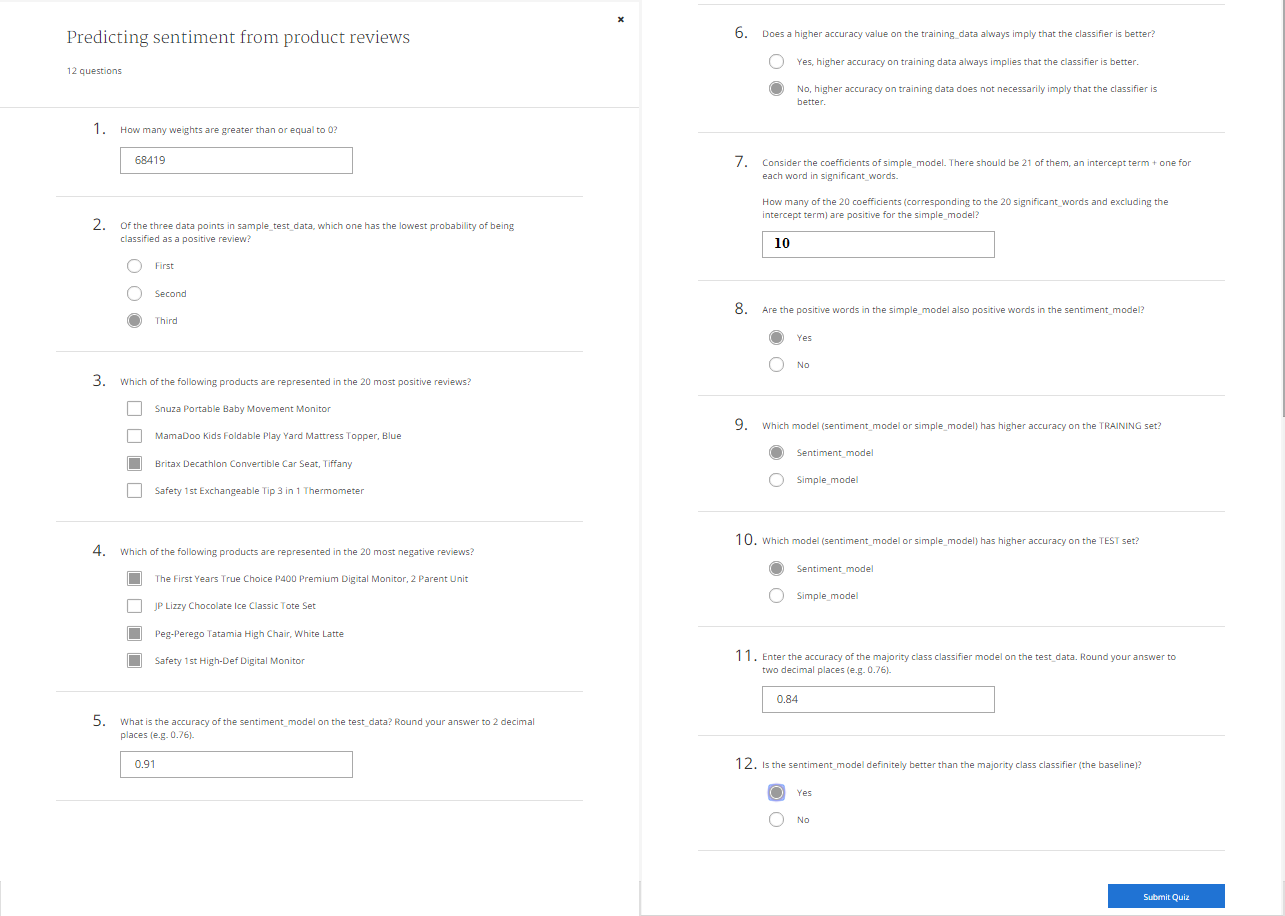 ×
Predicting sentiment from product reviews
12 questions
1. How many weights are greater than or equal to 0?
68419
2. Of the three data points in sample_test_data, which one has the lowest probability of being
classified as a positive review?
First
Second
Third
3. Which of the following products are represented in the 20 most positive reviews?
Snuza Portable Baby Movement Monitor
MamaDoo Kids Foldable Play Yard Mattress Topper, Blue
Britax Decathlon Convertible Car Seat, Tiffany
Safety 1st Exchangeable Tip 3 in 1 Thermometer
4. Which of the following products are represented in the 20 most negative reviews?
The First Years True Choice P400 Premium Digital Monitor, 2 Parent Unit
JP Lizzy Chocolate Ice Classic Tote Set
Peg-Perego Tatamia High Chair, White Latte
Safety 1st High-Def Digital Monitor
5. What is the accuracy of the sentiment_model on the test_data? Round your answer to 2 decimal
places (e.g. 0.76).
0.91
6. Does a higher accuracy value on the training_data always imply that the classifier is better?
Yes, higher accuracy on training data always implies that the classifier is better.
No, higher accuracy on training data does not necessarily imply that the classifier is
better.
7. Consider the coefficients of simple_model. There should be 21 of them, an intercept term + one for
each word in significant_words.
How many of the 20 coefficients (corresponding to the 20 significant_words and excluding the
intercept term) are positive for the simple_model?
10
8. Are the positive words in the simple_model also positive words in the sentiment_model?
Yes
No
9. Which model (sentiment_model or simple_model) has higher accuracy on the TRAINING set?
Sentiment_model
Simple_model
10. Which model (sentiment_model or simple_model) has higher accuracy on the TEST set?
Sentiment_model
Simple_model
11. Enter the accuracy of the majority class classifier model on the test_data. Round your answer to
two decimal places (e.g. 0.76).
0.84
12. Is the sentiment_model definitely better than the majority class classifier (the baseline)?
Yes
No
Submit Quiz